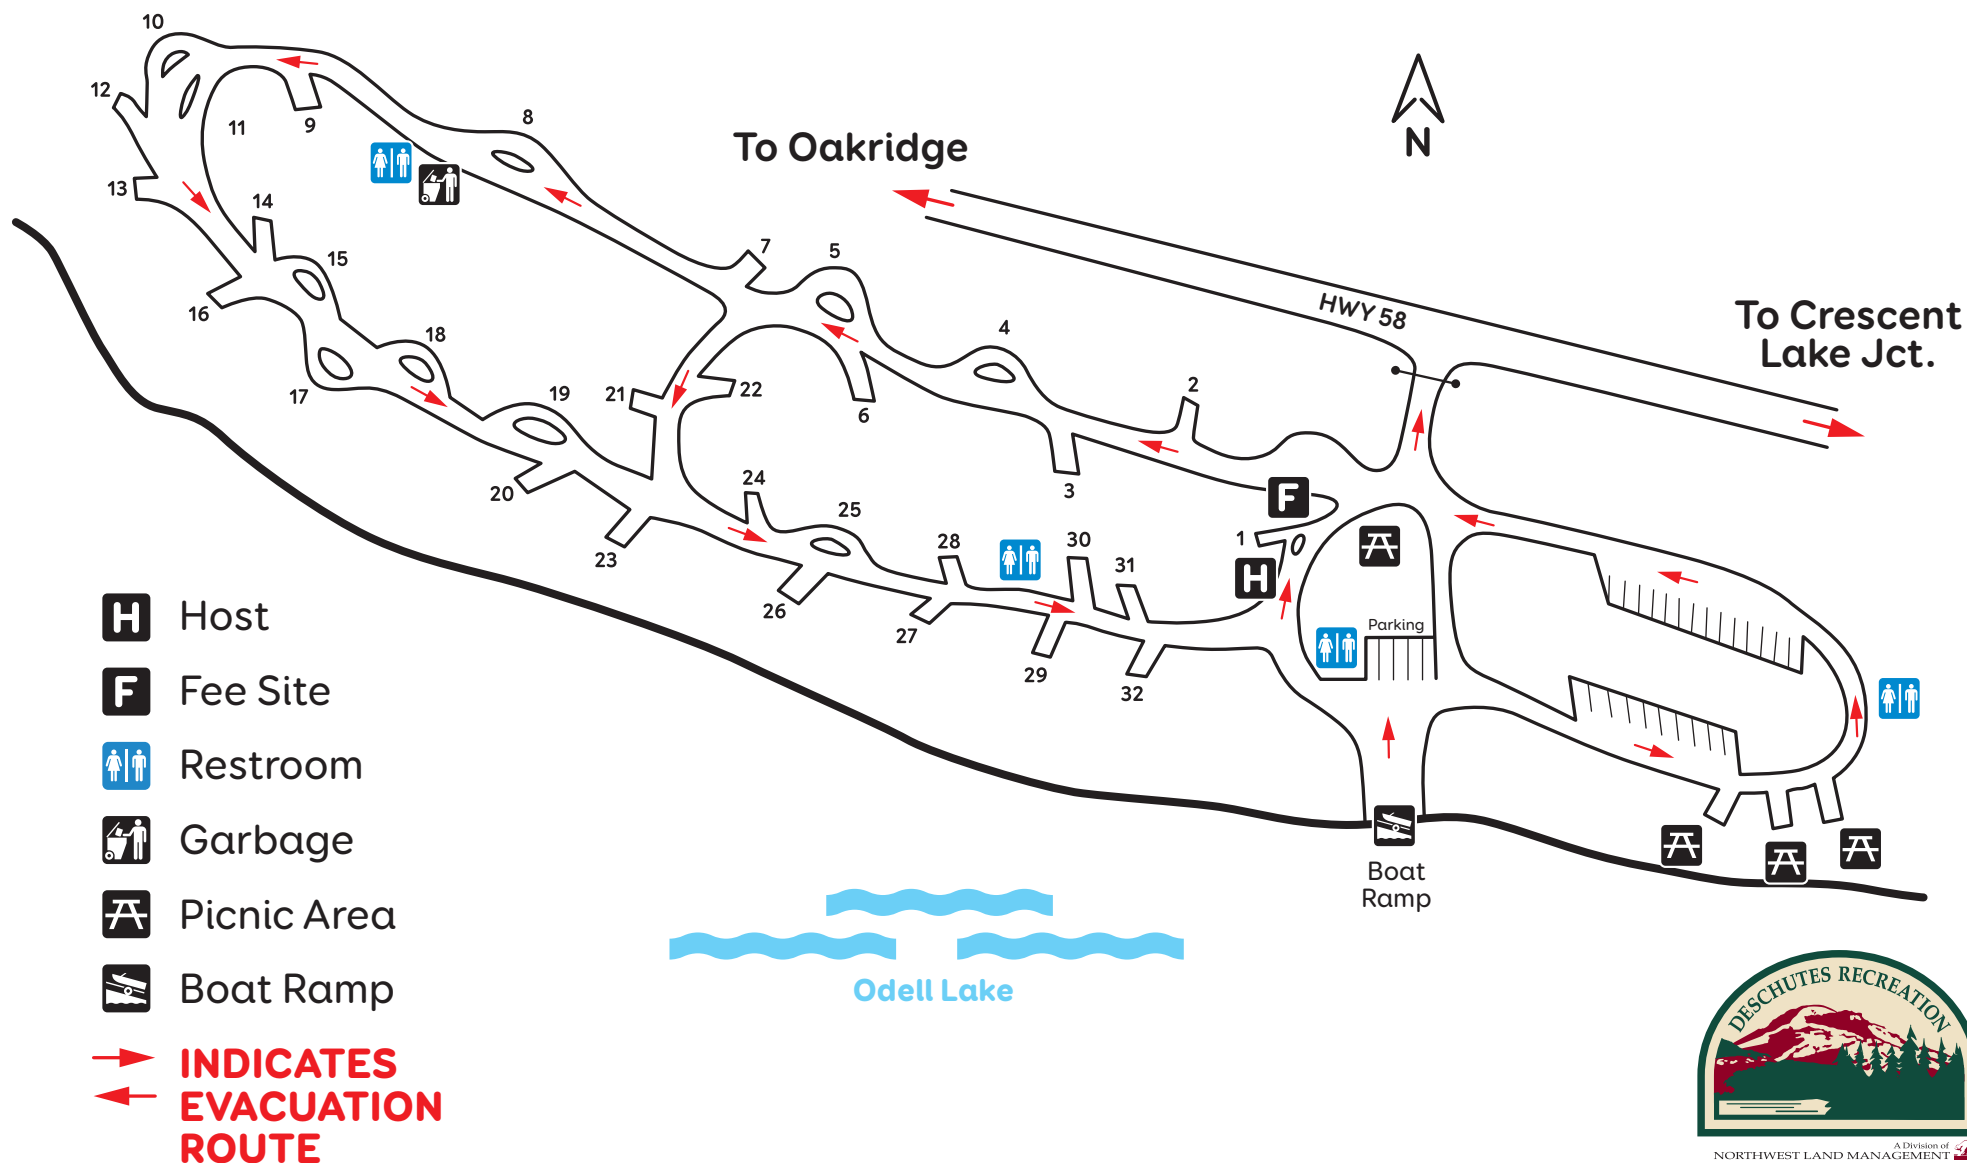 10
12
11
9
8
13
14
15
16
17
18
19
20
21
22
23
7
5
6
4
2
3
24
25
26
27
28
29
30
31
32
1
To Oakridge
N
HWY 58
To Crescent
Lake Jct.
F
H
Parking
Boat
Ramp
Odell Lake
H Host
F Fee Site
Restroom
Garbage
Picnic Area
Boat Ramp
INDICATES
EVACUATION
ROUTE
DESCHUTES RECREATION
A Division of
NORTHWEST LAND MANAGEMENT